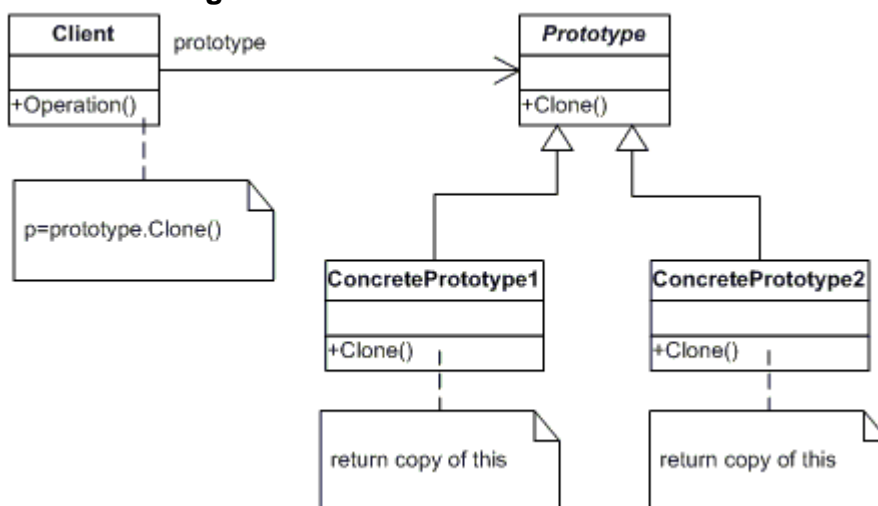 Client
prototype
Prototype
+Operation()
+Clone()
p=prototype.Clone()
ConcretePrototype1
ConcretePrototype2
+Clone()
+Clone()
return copy of this
return copy of this